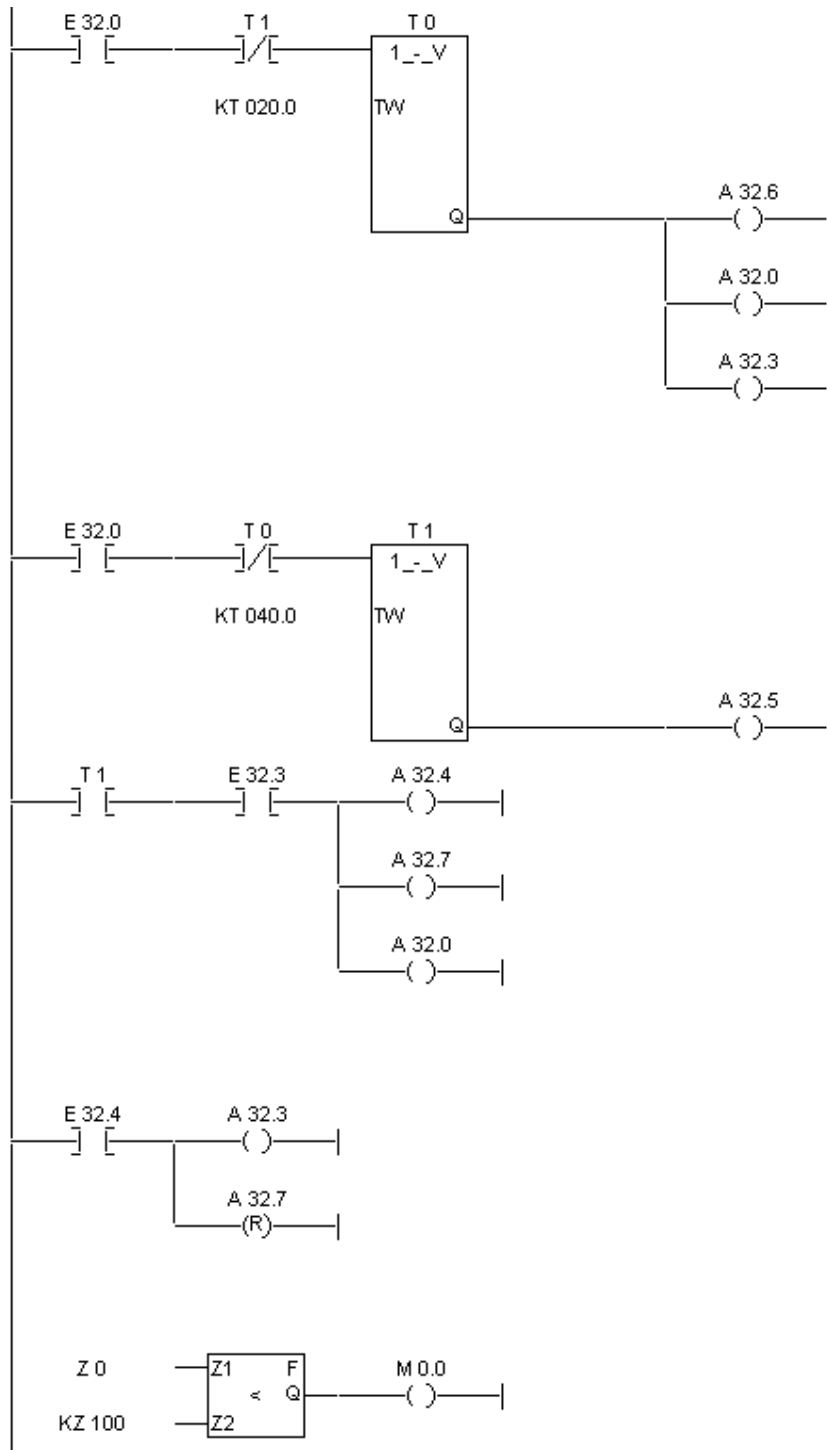 E 32.0 T 1 T 0
1_-_V
KT 020.0 TW
Q
A 32.6
A 32.0
A 32.3
E 32.0 T 0 T 1
1_-_V
KT 040.0 TW
Q
A 32.5
T 1 E 32.3 A 32.4
A 32.7
A 32.0
E 32.4 A 32.3
A 32.7
(R)
Z 0 Z1 F M 0.0
< Q
KZ 100 Z2